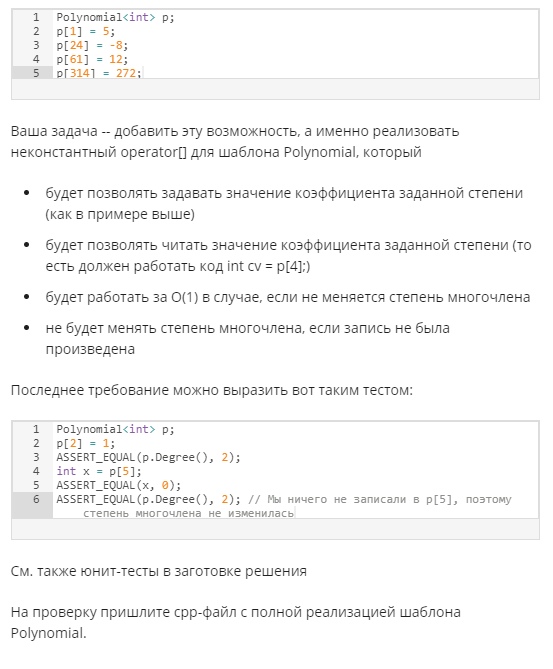 1 Polynomial<int> p;
2 p[1] = 5;
3 p[24] = -8;
4 p[61] = 12;
5 p[314] = 272;
Ваша задача -- добавить эту возможность, а именно реализовать
неконстантный operator[] для шаблона Polynomial, который
• будет позволять задавать значение коэффициента заданной степени
(как в примере выше)
• будет позволять читать значение коэффициента заданной степени (то
есть должен работать код int cv = p[4];)
• будет работать за O(1) в случае, если не меняется степень многочлена
• не будет менять степень многочлена, если запись не была
произведена
Последнее требование можно выразить вот таким тестом:
1 Polynomial<int> p;
2 p[2] = 1;
3 ASSERT_EQUAL(p.Degree(), 2);
4 int x = p[5];
5 ASSERT_EQUAL(x, 0);
6 ASSERT_EQUAL(p.Degree(), 2); // Мы ничего не записали в p[5], поэтому
степень многочлена не изменилась
См. также юнит-тесты в заготовке решения
На проверку пришлите cpp-файл с полной реализацией шаблона
Polynomial.